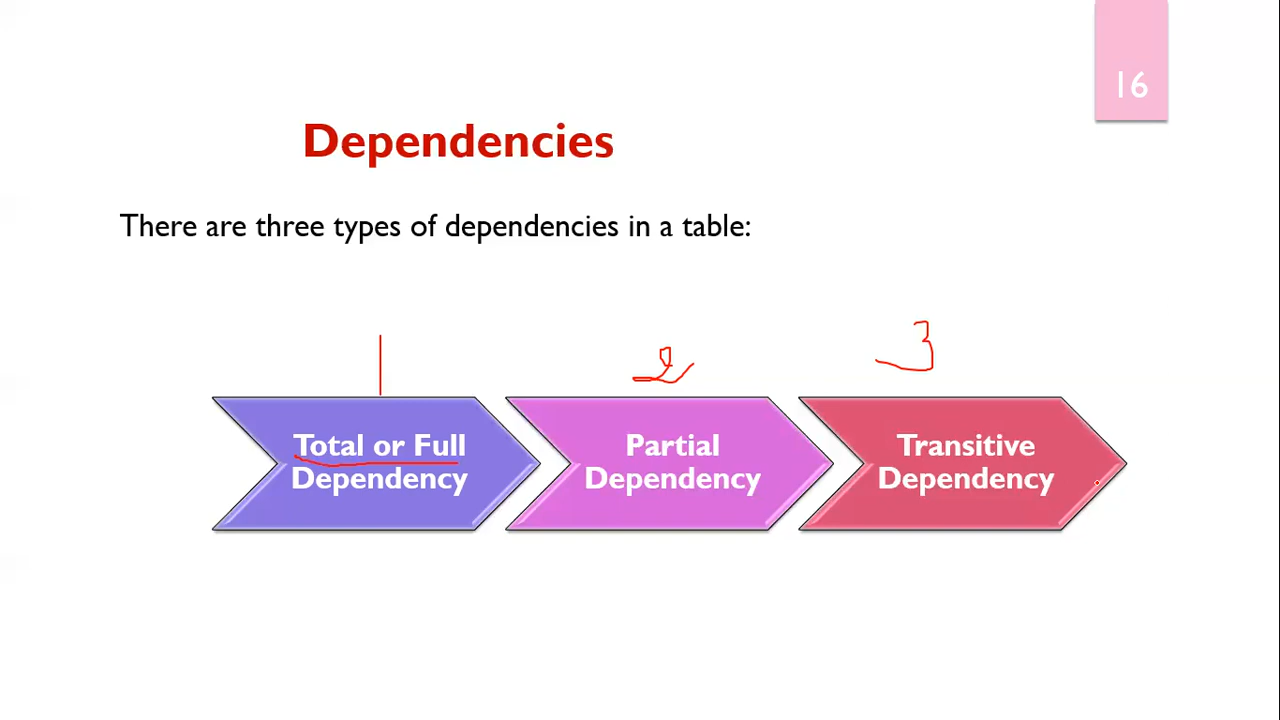 16
Dependencies
There are three types of dependencies in a table:
1
2
3
Total or Full
Dependency
Partial
Dependency
Transitive
Dependency